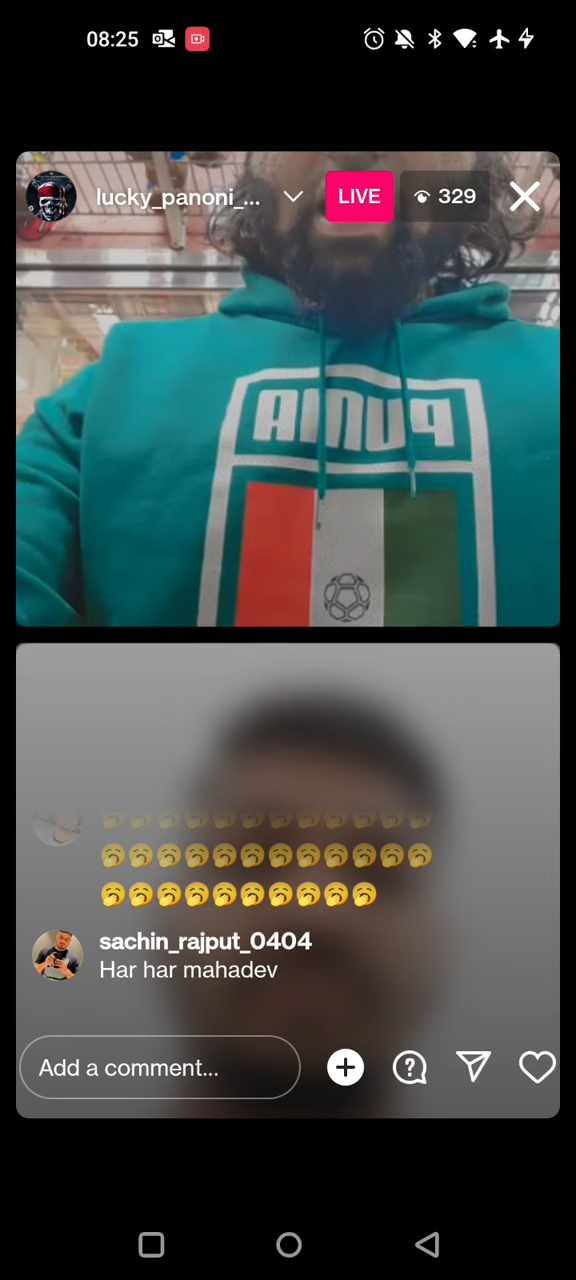 08:25
lucky_panoni_...
LIVE
329
PUMA
🥱🥱🥱🥱🥱🥱🥱🥱🥱🥱🥱🥱
🥱🥱🥱🥱🥱🥱🥱🥱🥱🥱🥱🥱
🥱🥱🥱🥱🥱🥱🥱🥱🥱🥱
sachin_rajput_0404
Har har mahadev
Add a comment...